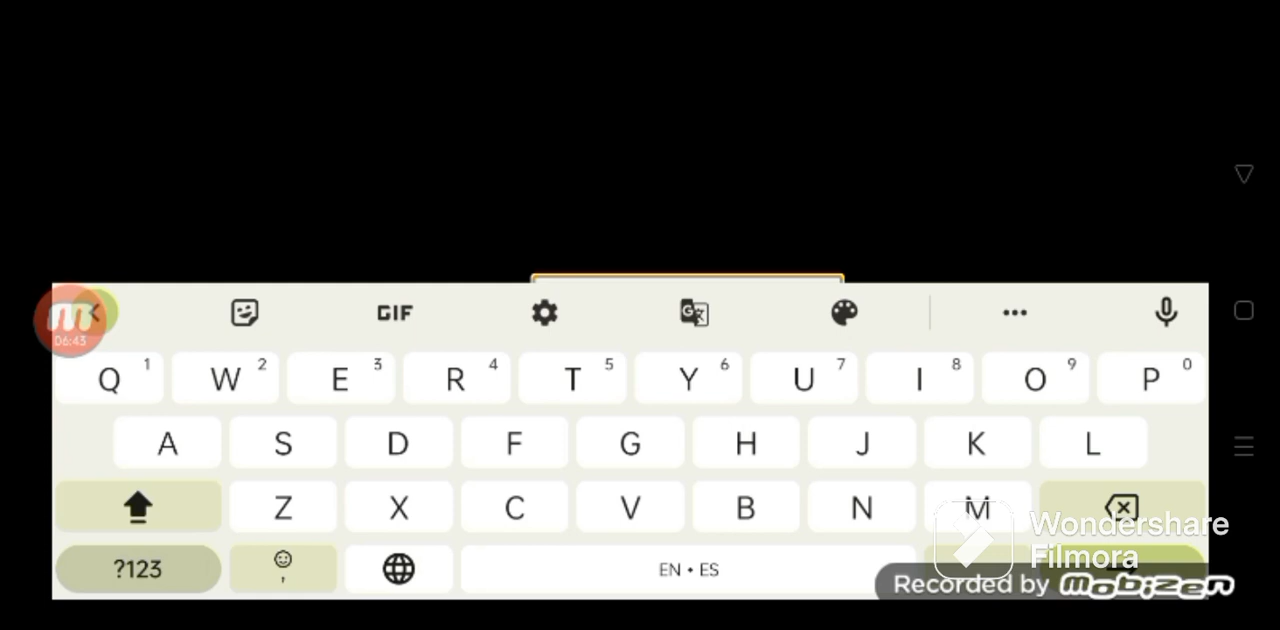 GIF
06:43
Q 1 W 2 E 3 R 4 T 5 Y 6 U 7 I 8 O 9 P 0
A S D F G H J K L
Z X C V B N M
Wondershare
Filmora
?123 , EN • ES
Recorded by mobizen